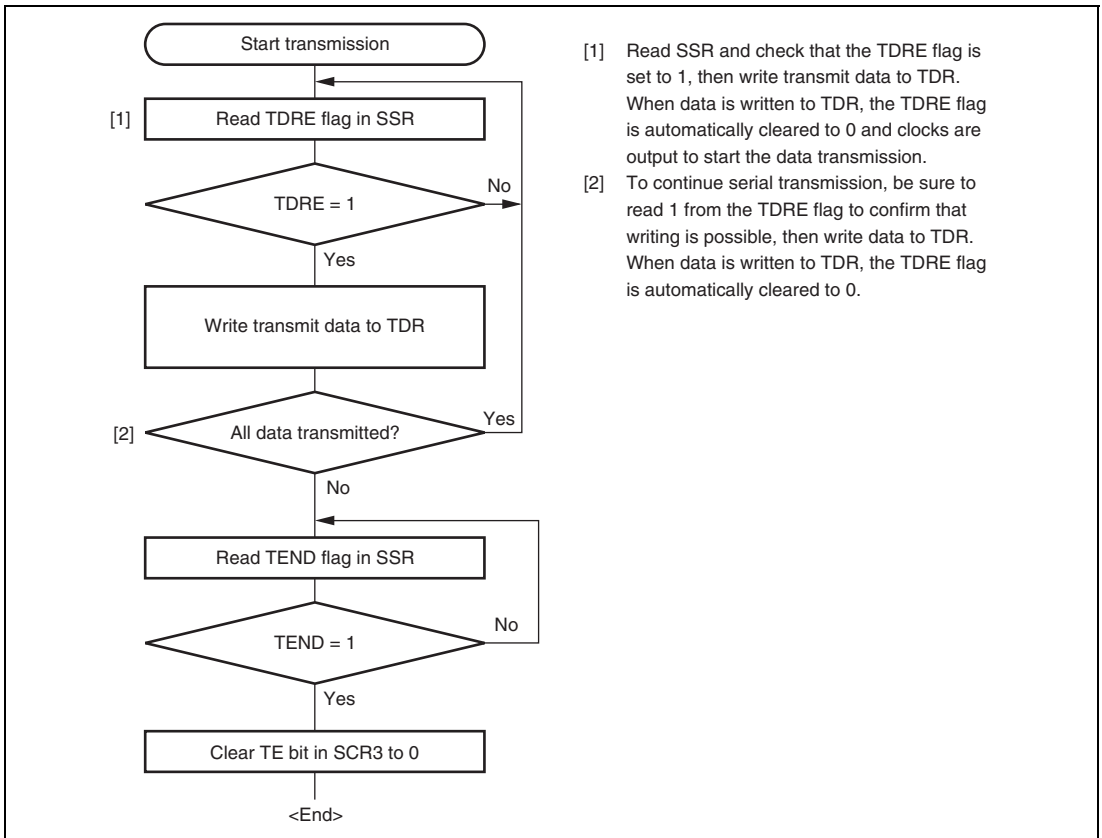 Start transmission
[1] Read TDRE flag in SSR
TDRE = 1
No
Yes
Write transmit data to TDR
[2] All data transmitted?
Yes
No
Read TEND flag in SSR
TEND = 1
No
Yes
Clear TE bit in SCR3 to 0
<End>
[1] Read SSR and check that the TDRE flag is
set to 1, then write transmit data to TDR.
When data is written to TDR, the TDRE flag
is automatically cleared to 0 and clocks are
output to start the data transmission.
[2] To continue serial transmission, be sure to
read 1 from the TDRE flag to confirm that
writing is possible, then write data to TDR.
When data is written to TDR, the TDRE flag
is automatically cleared to 0.